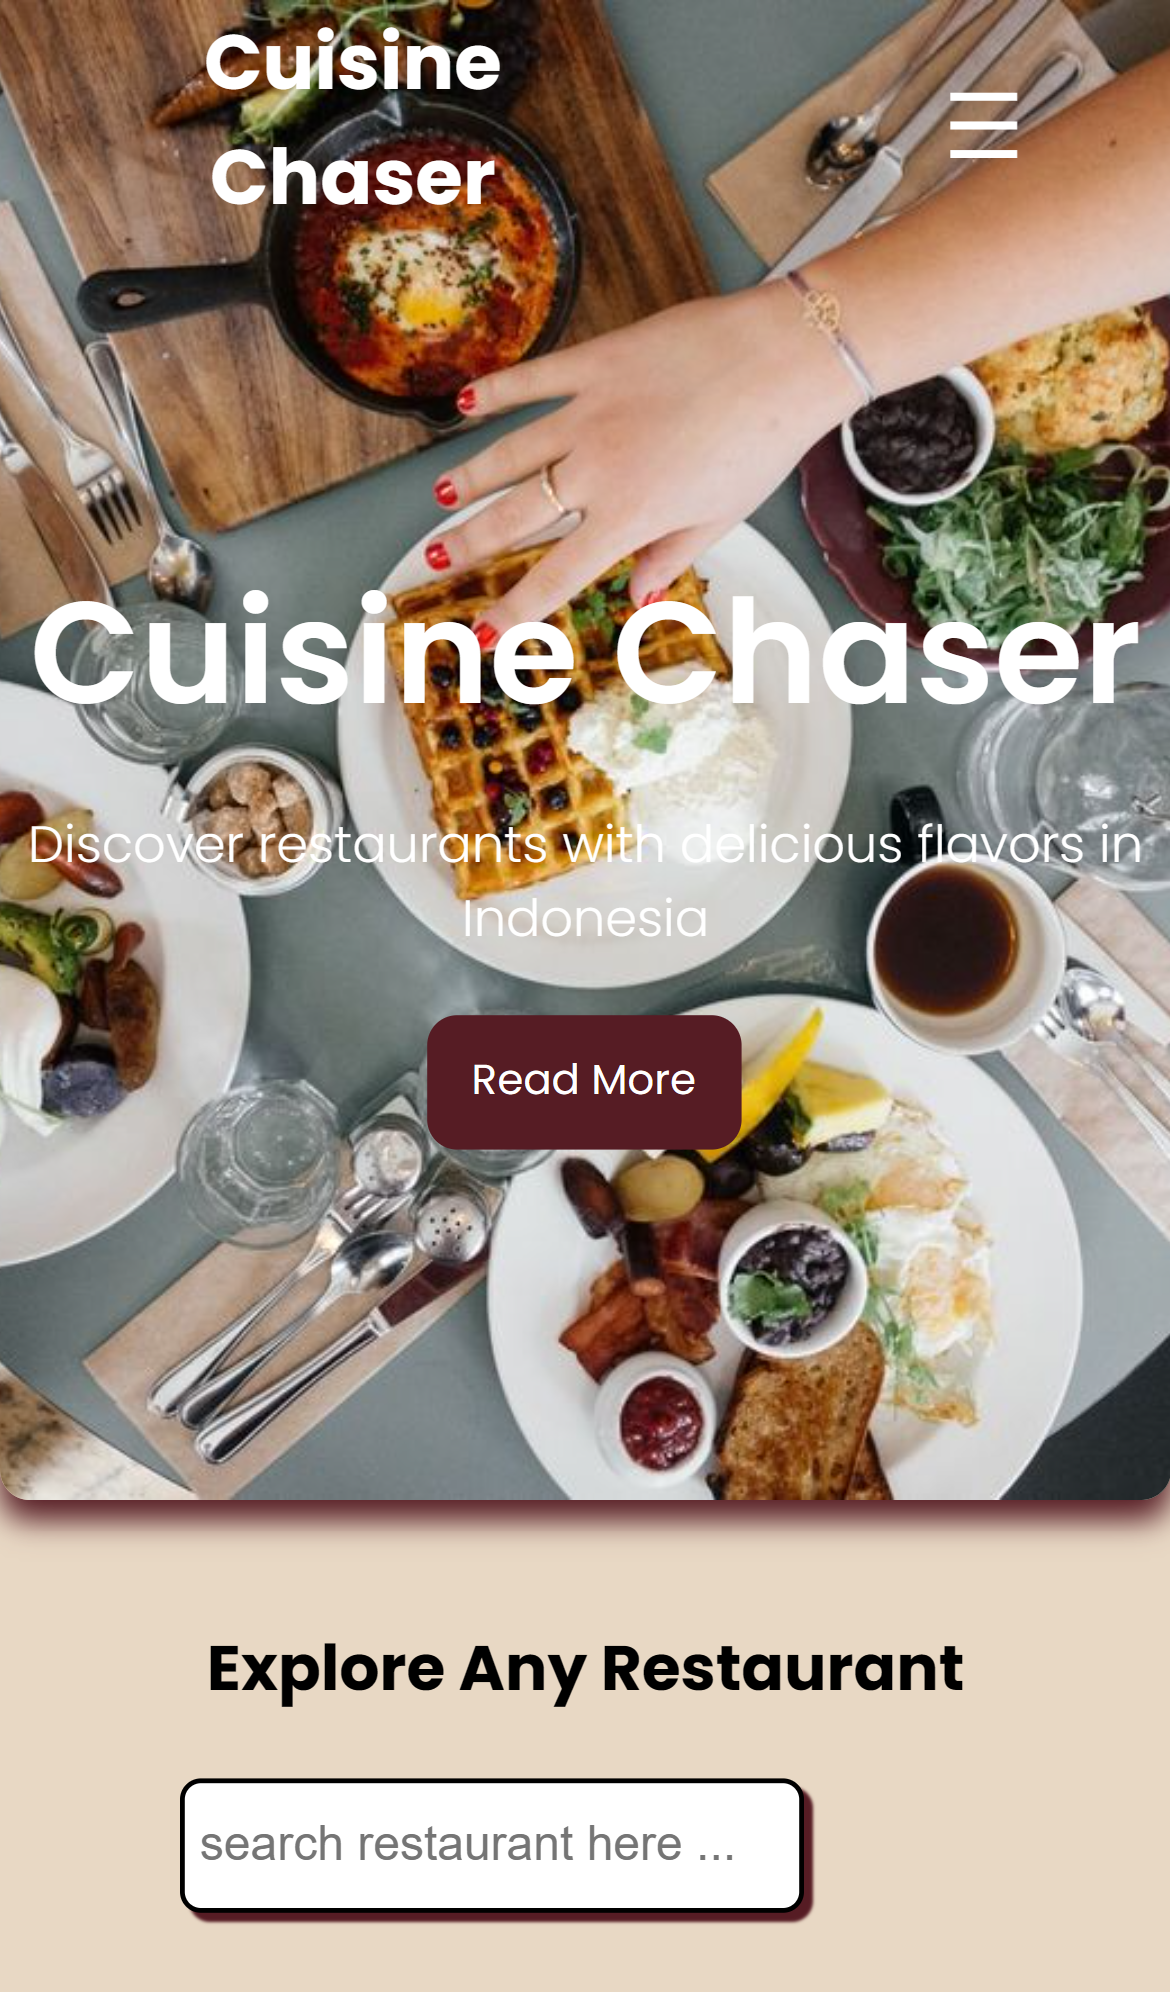 Cuisine
Chaser
Cuisine Chaser
Discover restaurants with delicious flavors in
Indonesia
Read More
Explore Any Restaurant
search restaurant here ...